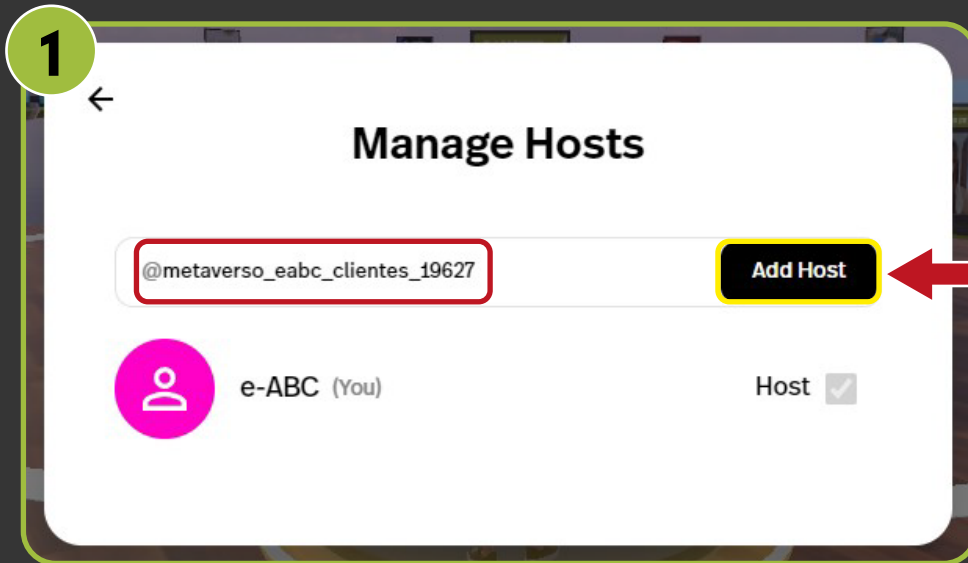 1
Manage Hosts
@metaverso_eabc_clientes_19627
Add Host
e-ABC (You)
Host